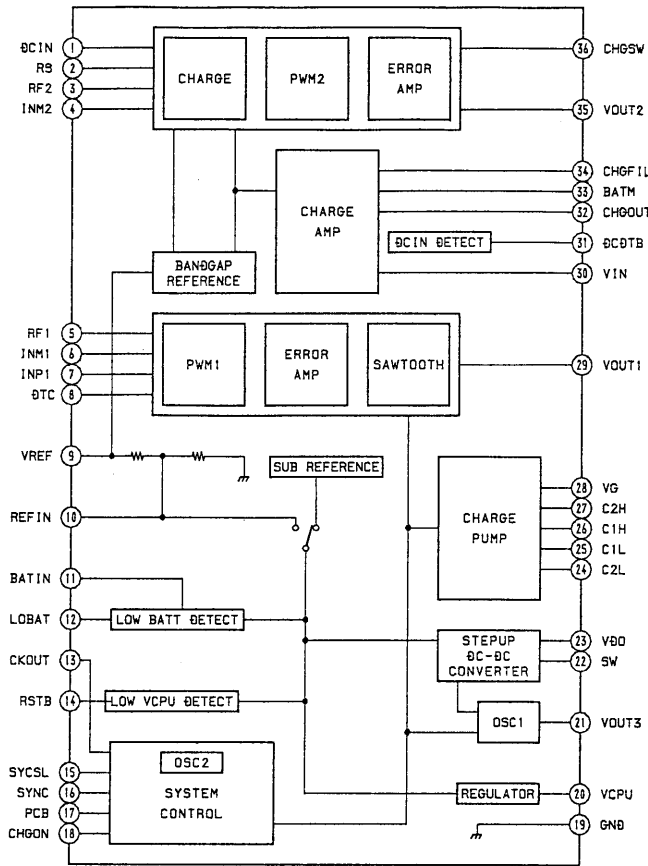 DCIN 1
RS 2
RF2 3
INM2 4
CHARGE
PWM2
ERROR
AMP
36 CHGSW
35 VOUT2
CHARGE
AMP
34 CHGFIL
33 BATM
32 CHGOUT
DCIN DETECT
31 DCDTB
30 VIN
BANDGAP
REFERENCE
RF1 5
INM1 6
INP1 7
DTC 8
PWM1
ERROR
AMP
SAWTOOTH
29 VOUT1
VREF 9
SUB REFERENCE
REFIN 10
CHARGE
PUMP
28 VG
27 C2H
26 C1H
25 C1L
24 C2L
BATIN 11
LOBAT 12
LOW BATT DETECT
CKOUT 13
RSTB 14
LOW VCPU DETECT
STEPUP
DC-DC
CONVERTER
23 VDO
22 SW
OSC1
21 VOUT3
SYCSL 15
SYNC 16
PCB 17
CHGON 18
OSC2
SYSTEM
CONTROL
REGULATOR
20 VCPU
19 GND